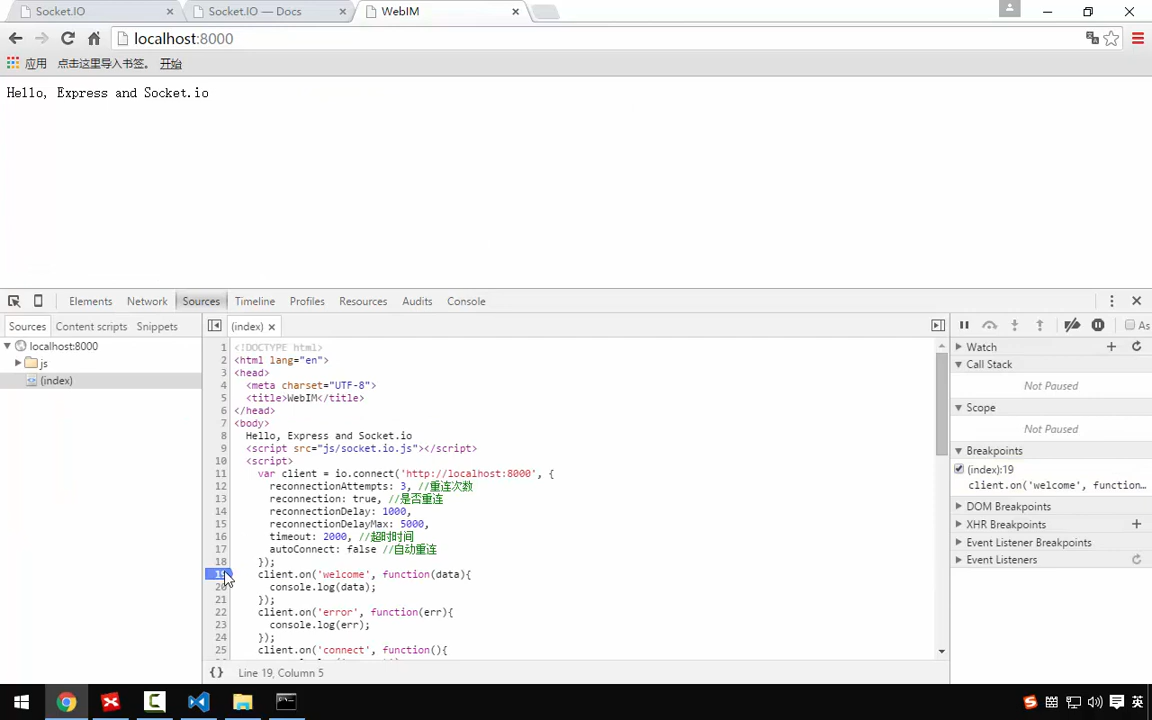 Socket.IO
Socket.IO — Docs
WebIM
localhost:8000
应用
点击这里导入书签。
开始
Hello, Express and Socket.io
Elements
Network
Sources
Timeline
Profiles
Resources
Audits
Console
Sources
Content scripts
Snippets
(index)
As
localhost:8000
js
(index)
1 <!DOCTYPE html>
2 <html lang="en">
3 <head>
4 <meta charset="UTF-8">
5 <title>WebIM</title>
6 </head>
7 <body>
8 Hello, Express and Socket.io
9 <script src="js/socket.io.js"></script>
10 <script>
11 var client = io.connect('http://localhost:8000', {
12 reconnectionAttempts: 3, //重连次数
13 reconnection: true, //是否重连
14 reconnectionDelay: 1000,
15 reconnectionDelayMax: 5000,
16 timeout: 2000, //超时时间
17 autoConnect: false //自动重连
18 });
19 client.on('welcome', function(data){
20 console.log(data);
21 });
22 client.on('error', function(err){
23 console.log(err);
24 });
25 client.on('connect', function(){
Watch
Call Stack
Not Paused
Scope
Not Paused
Breakpoints
(index):19
client.on('welcome', function...
DOM Breakpoints
XHR Breakpoints
Event Listener Breakpoints
Event Listeners
{} Line 19, Column 5
英